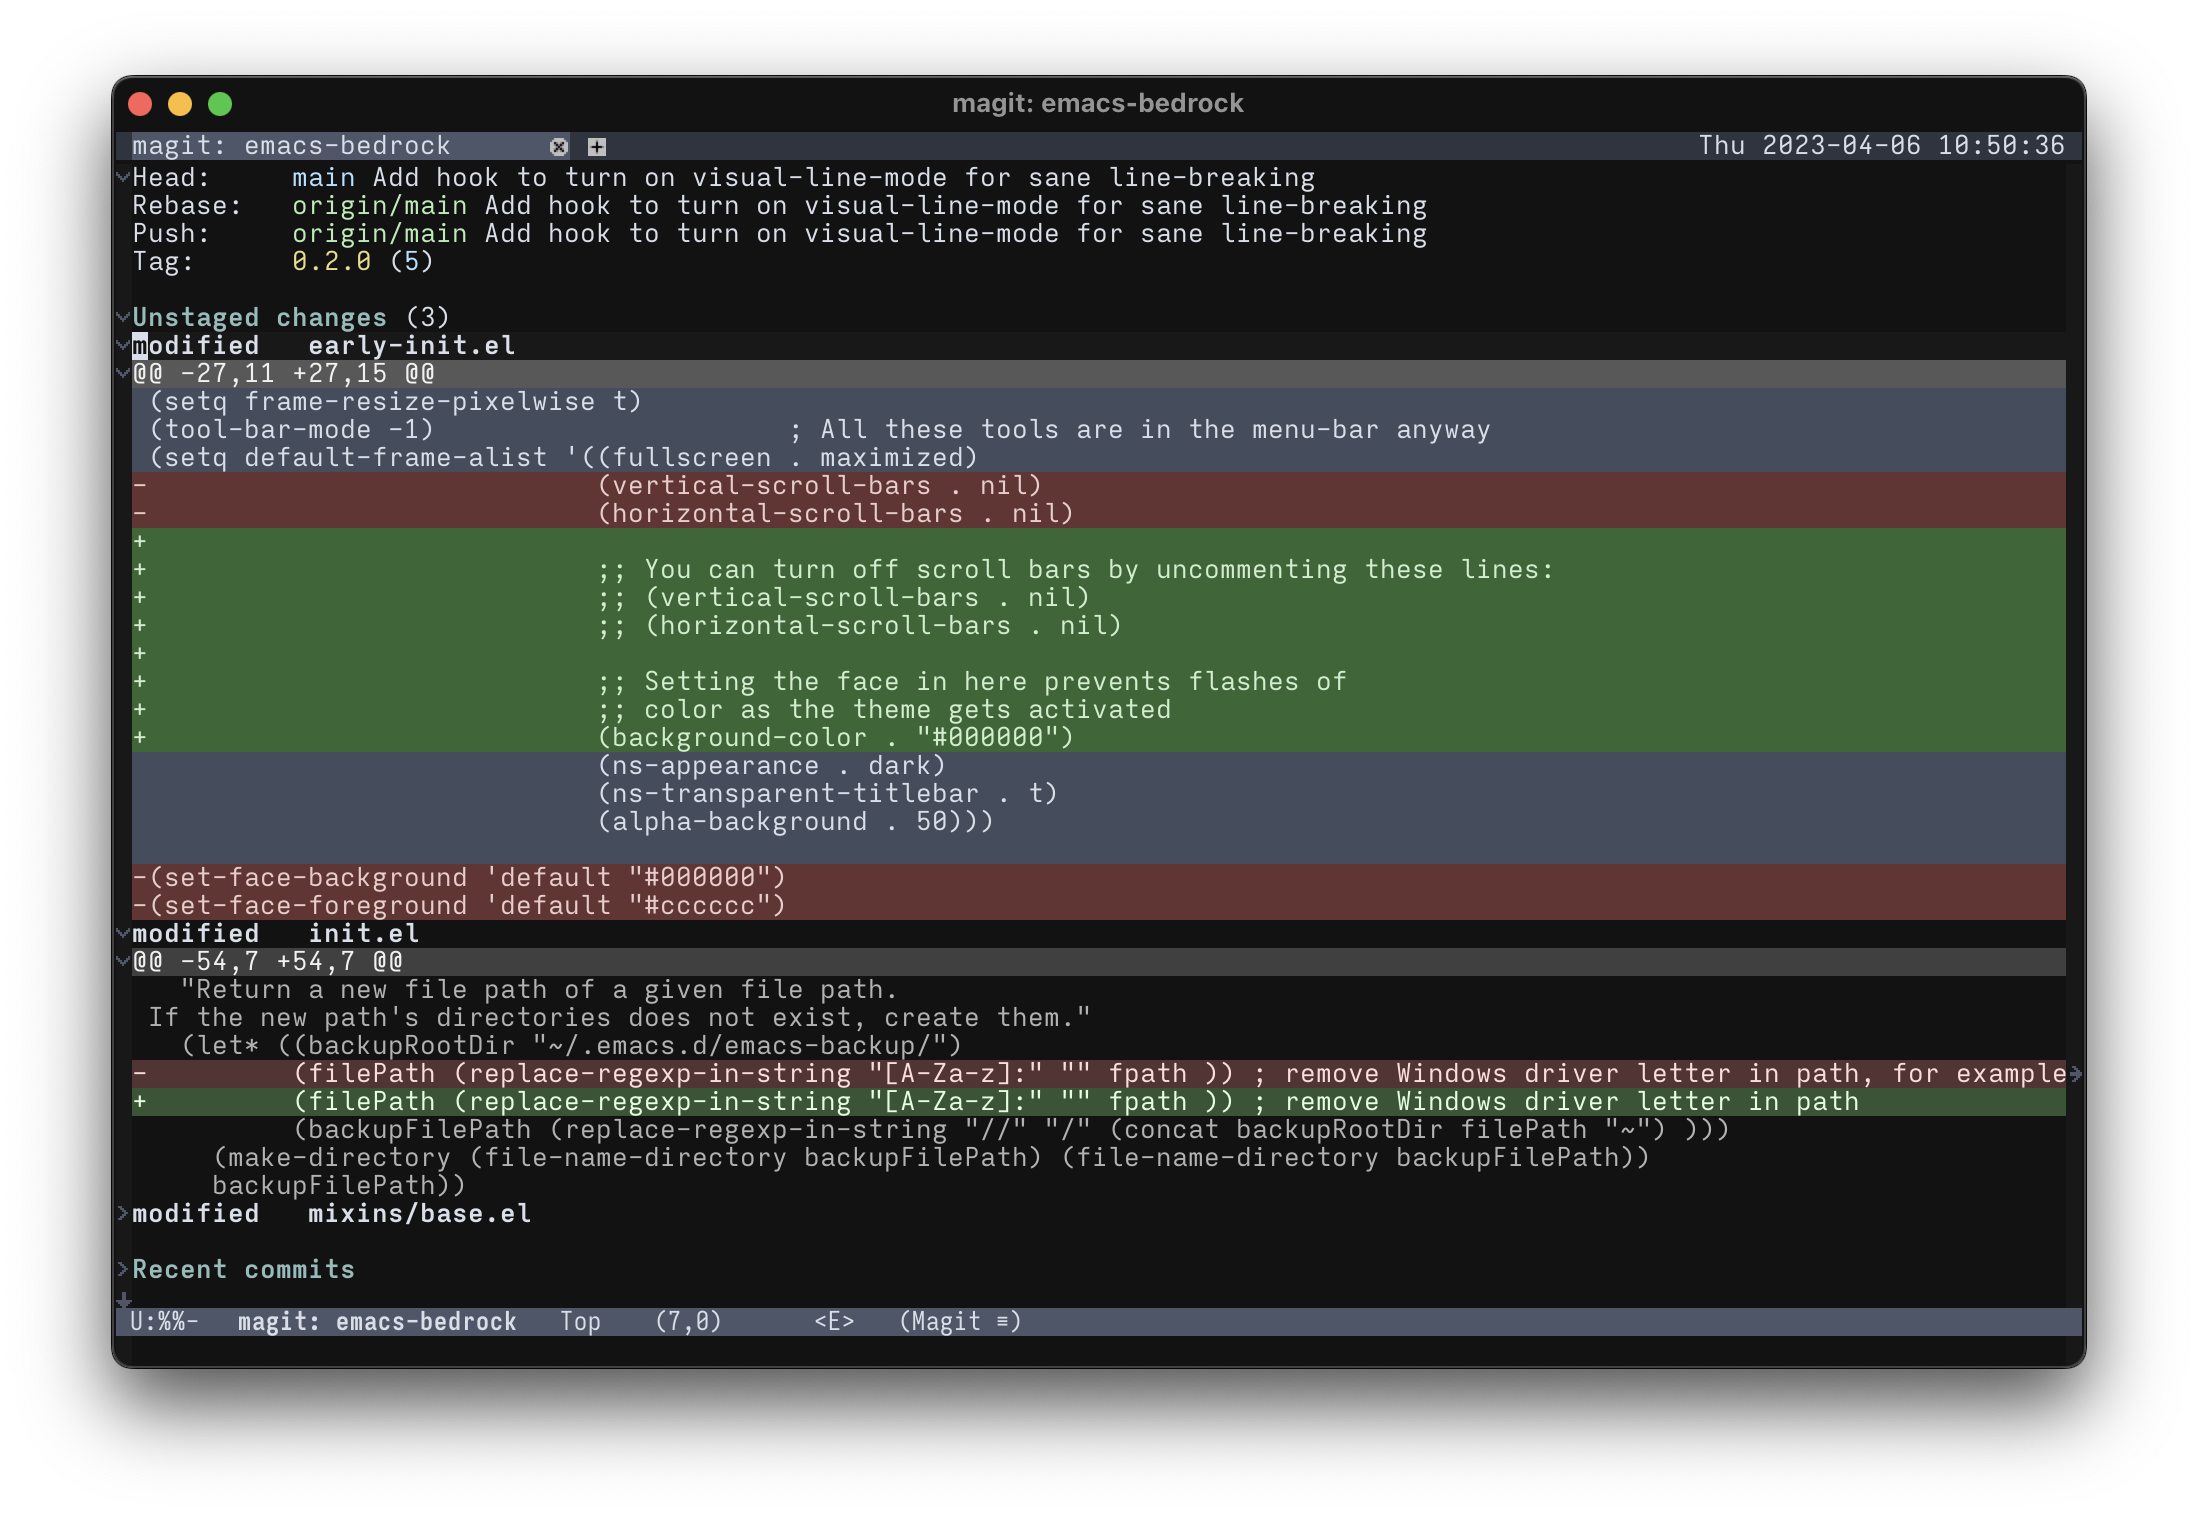 magit: emacs-bedrock
magit: emacs-bedrock Thu 2023-04-06 10:50:36
Head:     main Add hook to turn on visual-line-mode for sane line-breaking
Rebase:   origin/main Add hook to turn on visual-line-mode for sane line-breaking
Push:     origin/main Add hook to turn on visual-line-mode for sane line-breaking
Tag:      0.2.0 (5)
Unstaged changes (3)
modified   early-init.el
@@ -27,11 +27,15 @@
 (setq frame-resize-pixelwise t)
 (tool-bar-mode -1)                      ; All these tools are in the menu-bar anyway
 (setq default-frame-alist '((fullscreen . maximized)
-                            (vertical-scroll-bars . nil)
-                            (horizontal-scroll-bars . nil)
+
+                            ;; You can turn off scroll bars by uncommenting these lines:
+                            ;; (vertical-scroll-bars . nil)
+                            ;; (horizontal-scroll-bars . nil)
+
+                            ;; Setting the face in here prevents flashes of
+                            ;; color as the theme gets activated
+                            (background-color . "#000000")
                             (ns-appearance . dark)
                             (ns-transparent-titlebar . t)
                             (alpha-background . 50)))
-(set-face-background 'default "#000000")
-(set-face-foreground 'default "#cccccc")
modified   init.el
@@ -54,7 +54,7 @@
   "Return a new file path of a given file path.
 If the new path's directories does not exist, create them."
   (let* ((backupRootDir "~/.emacs.d/emacs-backup/")
-         (filePath (replace-regexp-in-string "[A-Za-z]:" "" fpath )) ; remove Windows driver letter in path, for example
+         (filePath (replace-regexp-in-string "[A-Za-z]:" "" fpath )) ; remove Windows driver letter in path
          (backupFilePath (replace-regexp-in-string "//" "/" (concat backupRootDir filePath "~") )))
     (make-directory (file-name-directory backupFilePath) (file-name-directory backupFilePath))
     backupFilePath))
modified   mixins/base.el
Recent commits
U:%%-  magit: emacs-bedrock   Top    (7,0)      <E>   (Magit ≡)